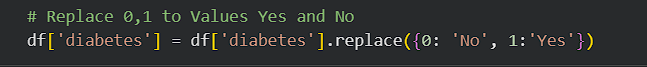 # Replace 0,1 to Values Yes and No
df['diabetes'] = df['diabetes'].replace({0: 'No', 1:'Yes'})